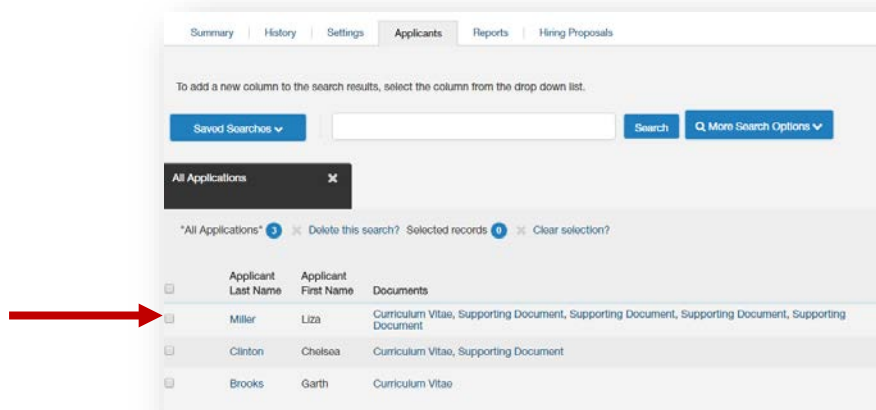 Summary History Settings Applicants Reports Hiring Proposals
To add a new column to the search results, select the column from the drop down list.
Saved Searches Search More Search Options
All Applications
"All Applications" 3 Delete this search? Selected records 0 Clear selection?
Applicant Last Name Applicant First Name Documents
Miller Liza Curriculum Vitae, Supporting Document, Supporting Document, Supporting Document, Supporting
Document
Clinton Chelsea Curriculum Vitae, Supporting Document
Brooks Garth Curriculum Vitae